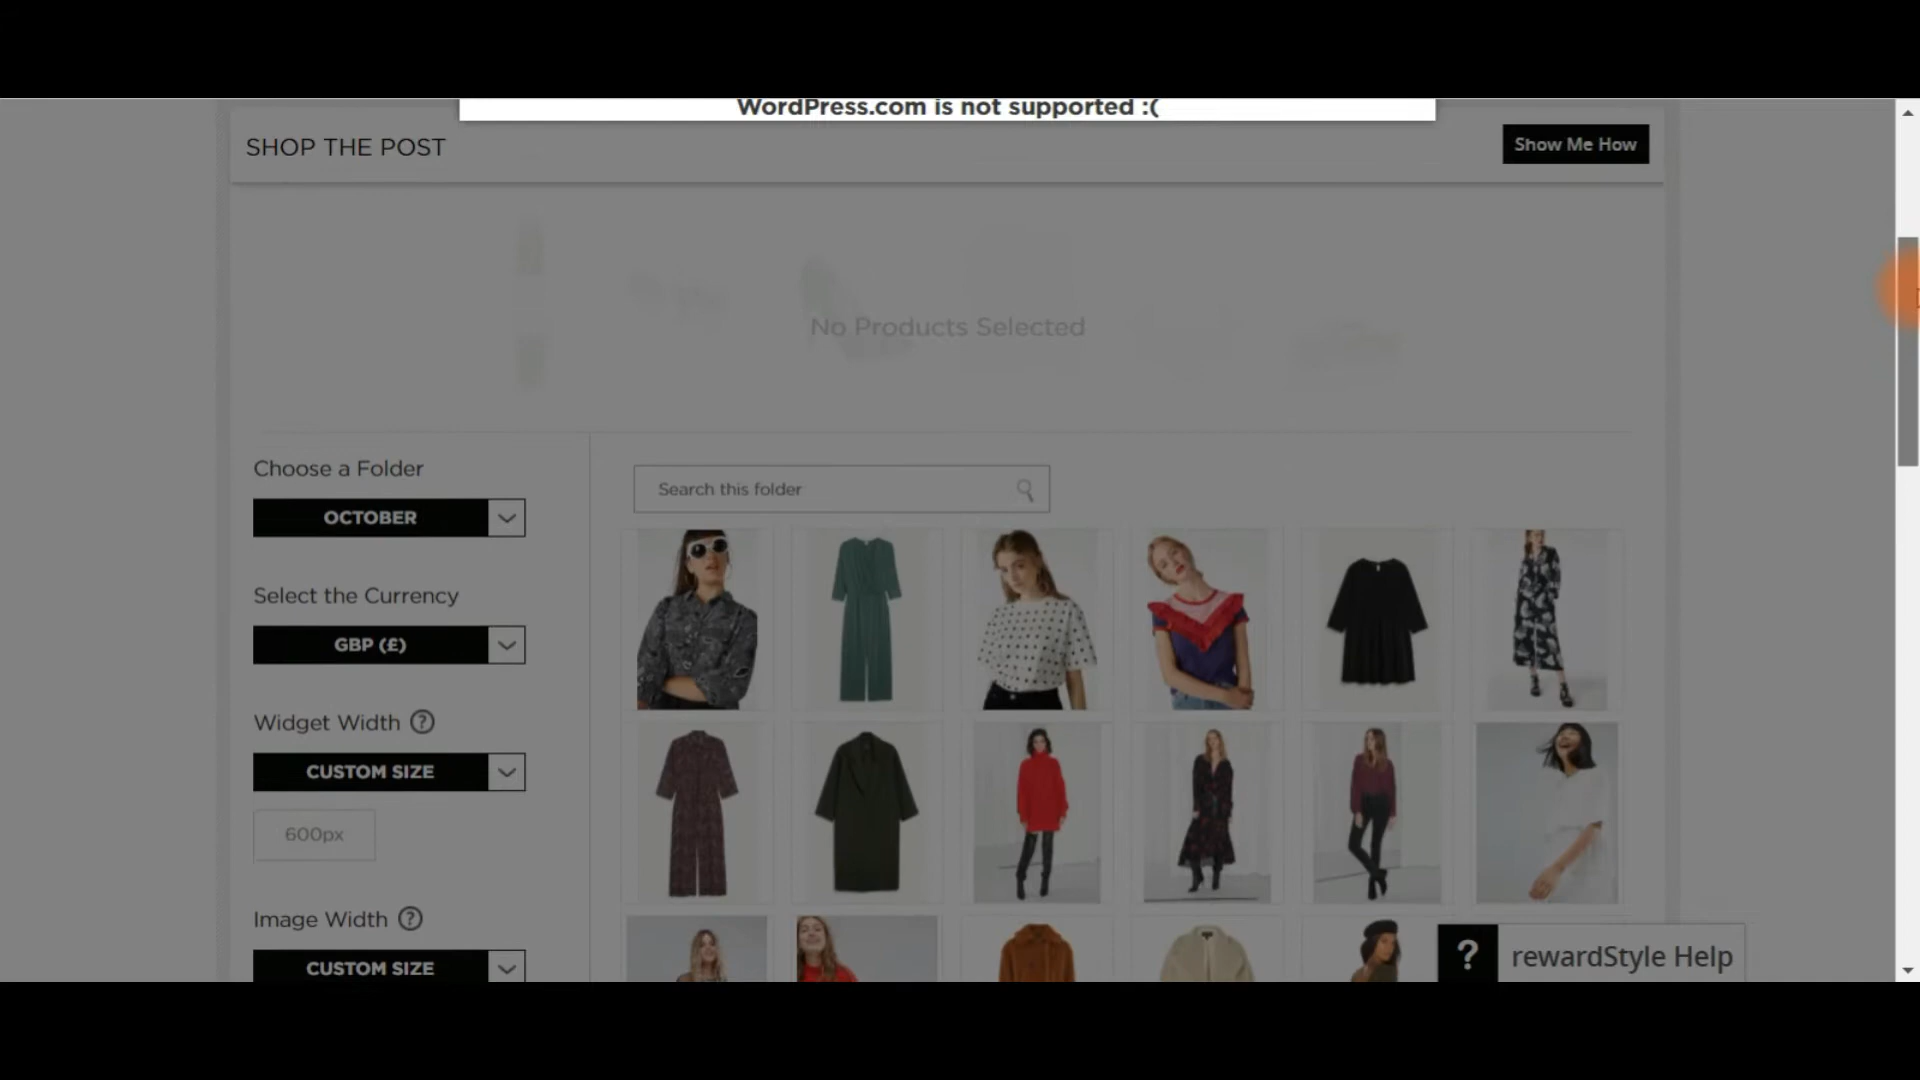 WordPress.com is not supported :(
SHOP THE POST
Show Me How
No Products Selected
Choose a Folder
OCTOBER
Search this folder
Select the Currency
GBP (£)
Widget Width ?
CUSTOM SIZE
600px
Image Width ?
CUSTOM SIZE
? rewardStyle Help